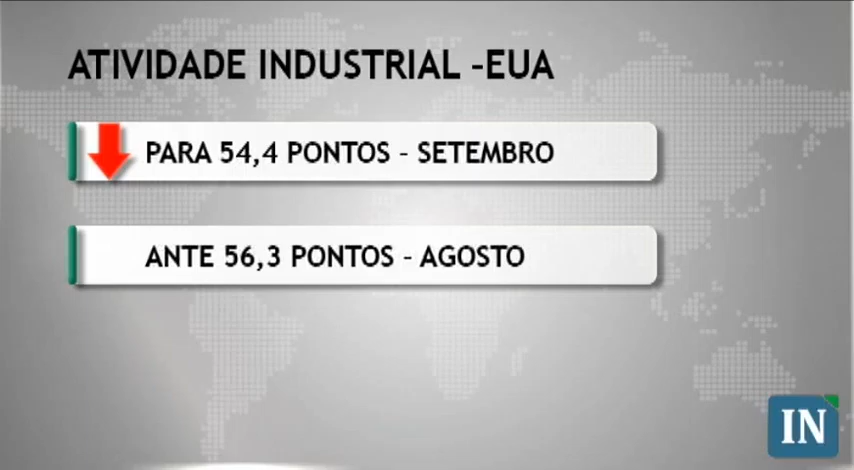 ATIVIDADE INDUSTRIAL –EUA
PARA 54,4 PONTOS – SETEMBRO
ANTE 56,3 PONTOS – AGOSTO
IN